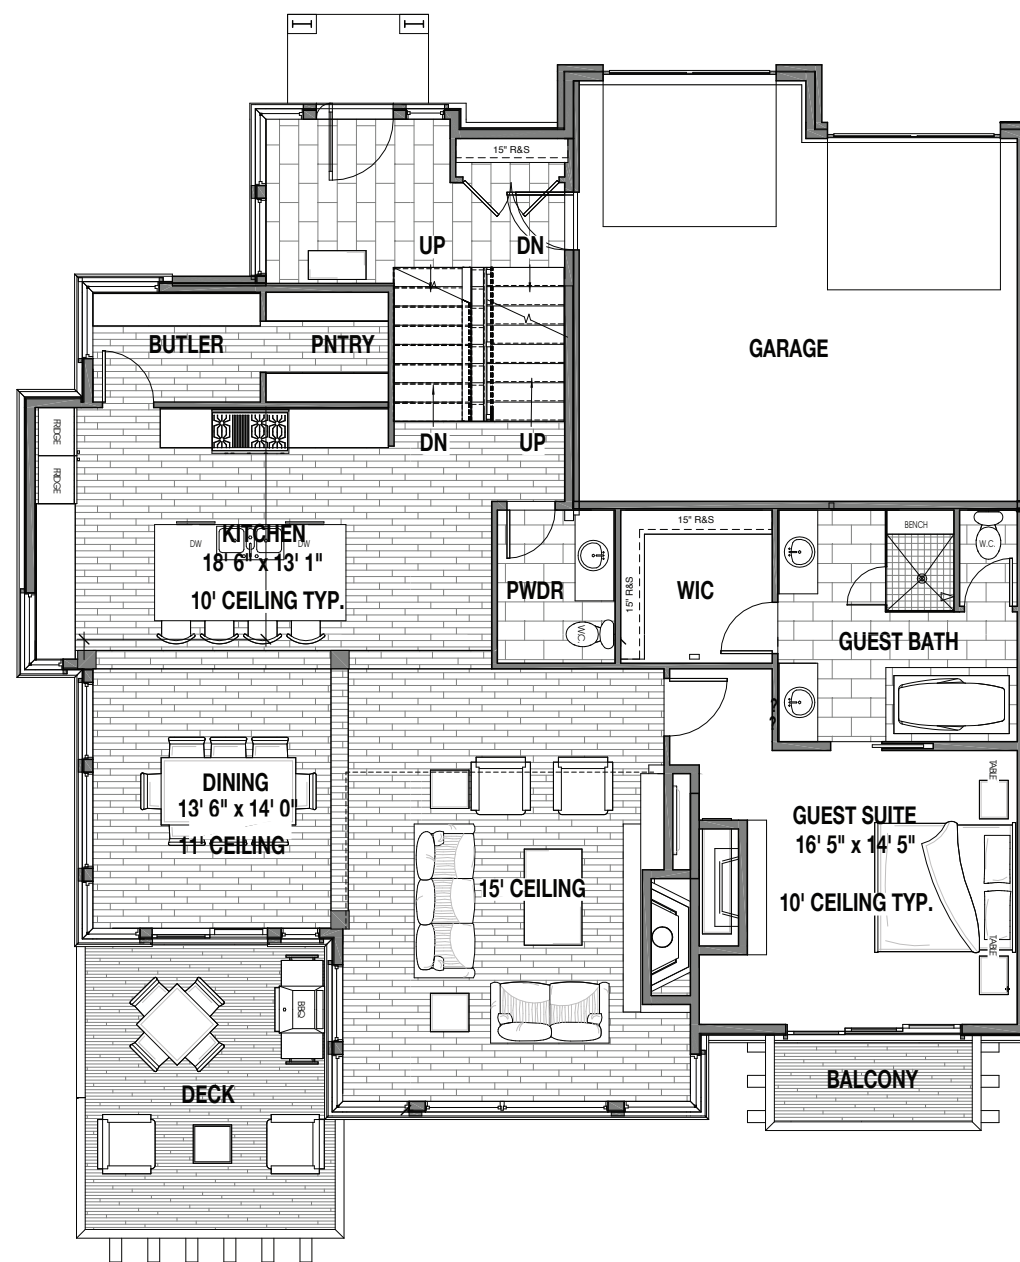 15" R&S
UP
DN
BUTLER
PNTRY
GARAGE
FRIDGE
FRIDGE
DN
UP
15" R&S
BENCH
KITCHEN
DW
DW
18' 6" x 13' 1"
10' CEILING TYP.
PWDR
W.C.
15" R&S
WIC
W.C.
GUEST BATH
?
?
DINING
13' 6" x 14' 0"
11' CEILING
TABLE
GUEST SUITE
16' 5" x 14' 5"
15' CEILING
10' CEILING TYP.
TABLE
BBQ
DECK
BALCONY